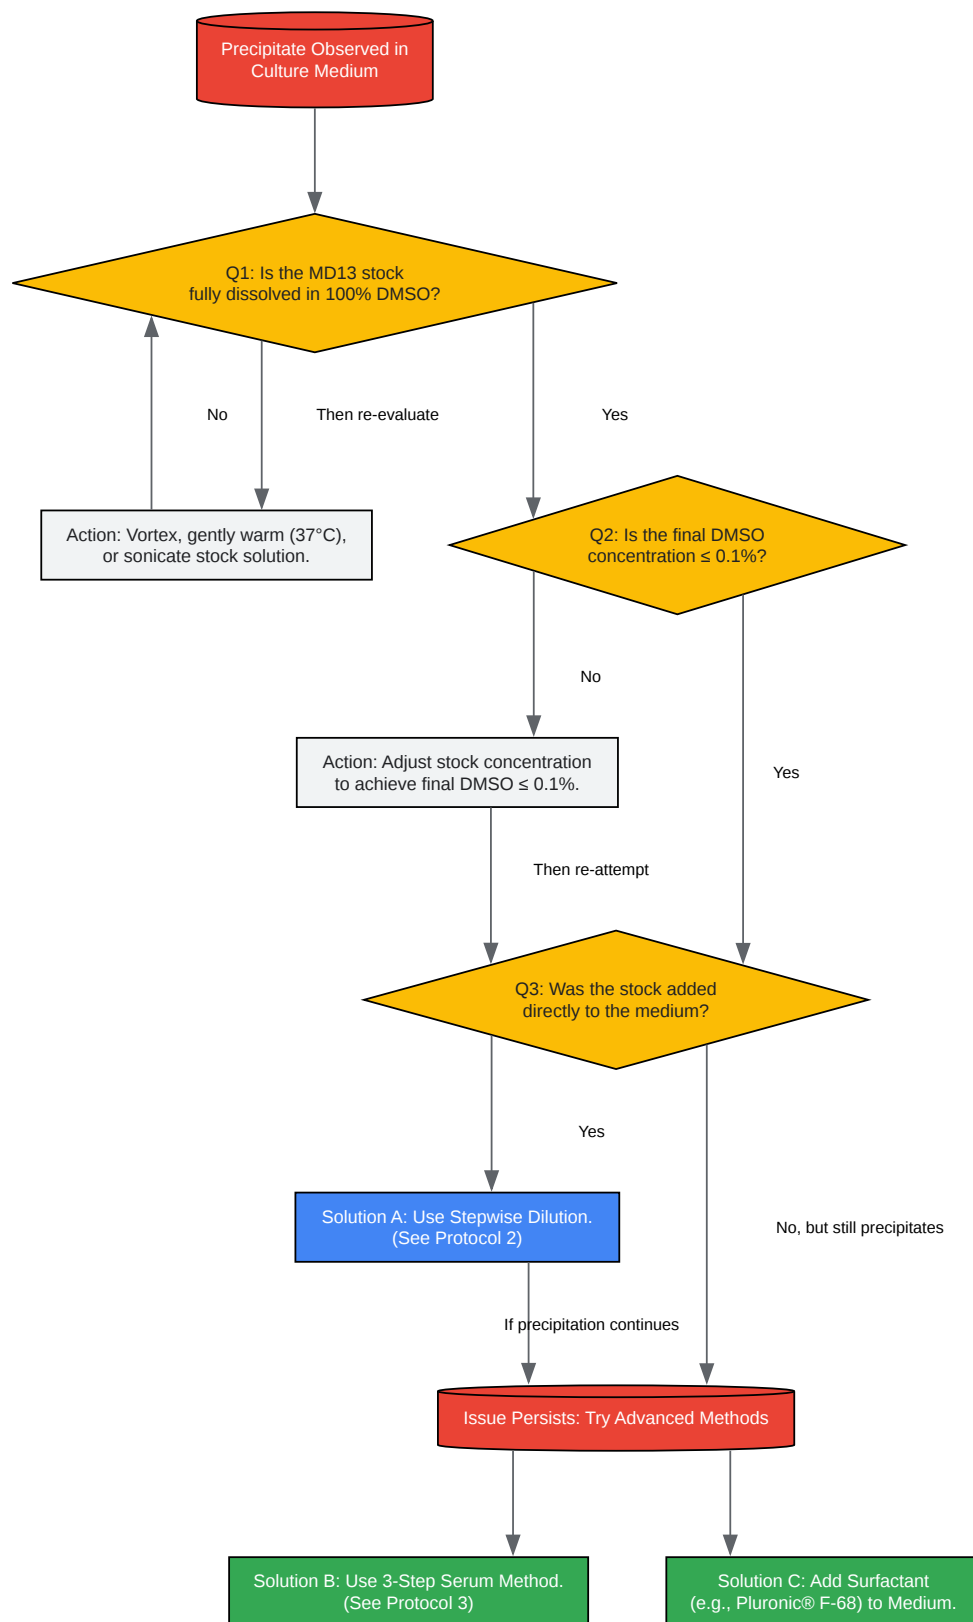 Precipitate Observed in
Culture Medium
Q1: Is the MD13 stock
fully dissolved in 100% DMSO?
No
Then re-evaluate
Yes
Action: Vortex, gently warm (37°C),
or sonicate stock solution.
Q2: Is the final DMSO
concentration ≤ 0.1%?
No
Action: Adjust stock concentration
to achieve final DMSO ≤ 0.1%.
Yes
Then re-attempt
Q3: Was the stock added
directly to the medium?
Yes
Solution A: Use Stepwise Dilution.
(See Protocol 2)
No, but still precipitates
If precipitation continues
Issue Persists: Try Advanced Methods
Solution B: Use 3-Step Serum Method.
(See Protocol 3)
Solution C: Add Surfactant
(e.g., Pluronic® F-68) to Medium.